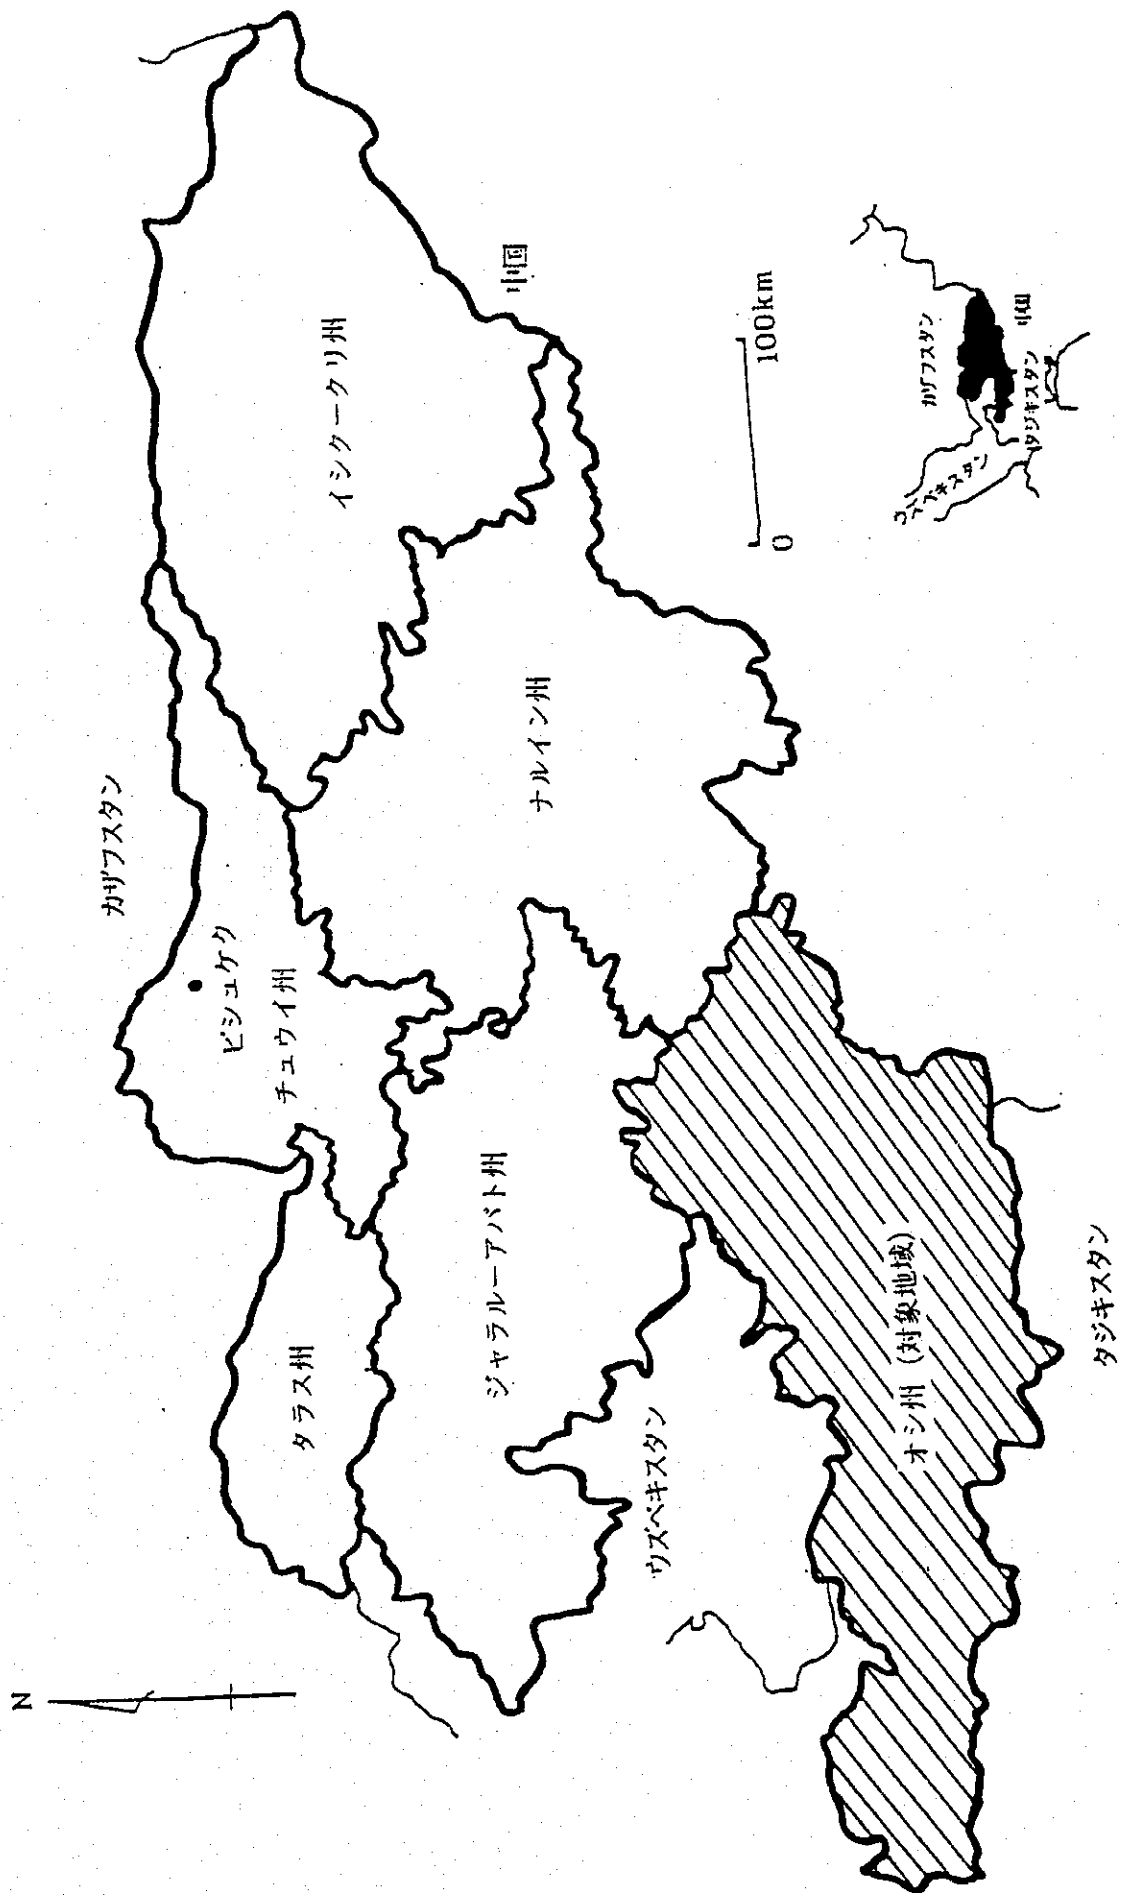 N
カザフスタン
ビシュケク
チュウイ州
タラス州
イシクークリ州
中国
ナルイン州
ジャラルーアバト州
ウズベキスタン
オシ州 (対象地域)
タジキスタン
0
100km
カザフスタン
ウズベキスタン
中国
タジキスタン